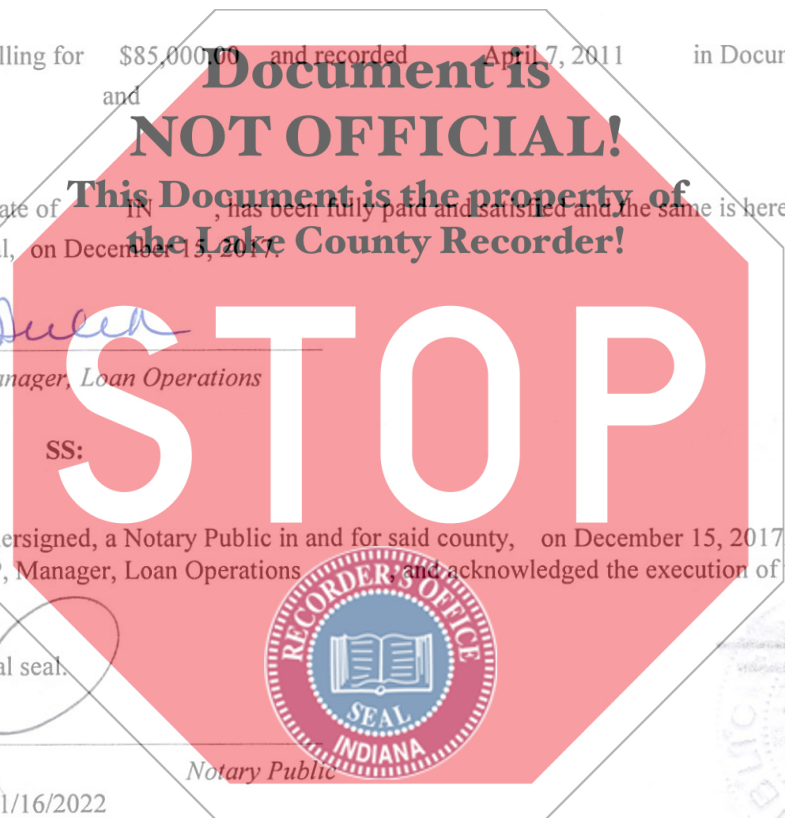 lling for $85,000.00 and recorded April 7, 2011 in Docu
and
Document is
NOT OFFICIAL!
This Document is the property of
the Lake County Recorder!
ate of IN , has been fully paid and satisfied and the same is here
al, on December 15, 2017.
STOP
anager, Loan Operations
SS:
ersigned, a Notary Public in and for said county, on December 15, 2017
, Manager, Loan Operations , and acknowledged the execution of
RECORDER'S OFFICE
al seal.
SEAL
INDIANA
Notary Public
1/16/2022